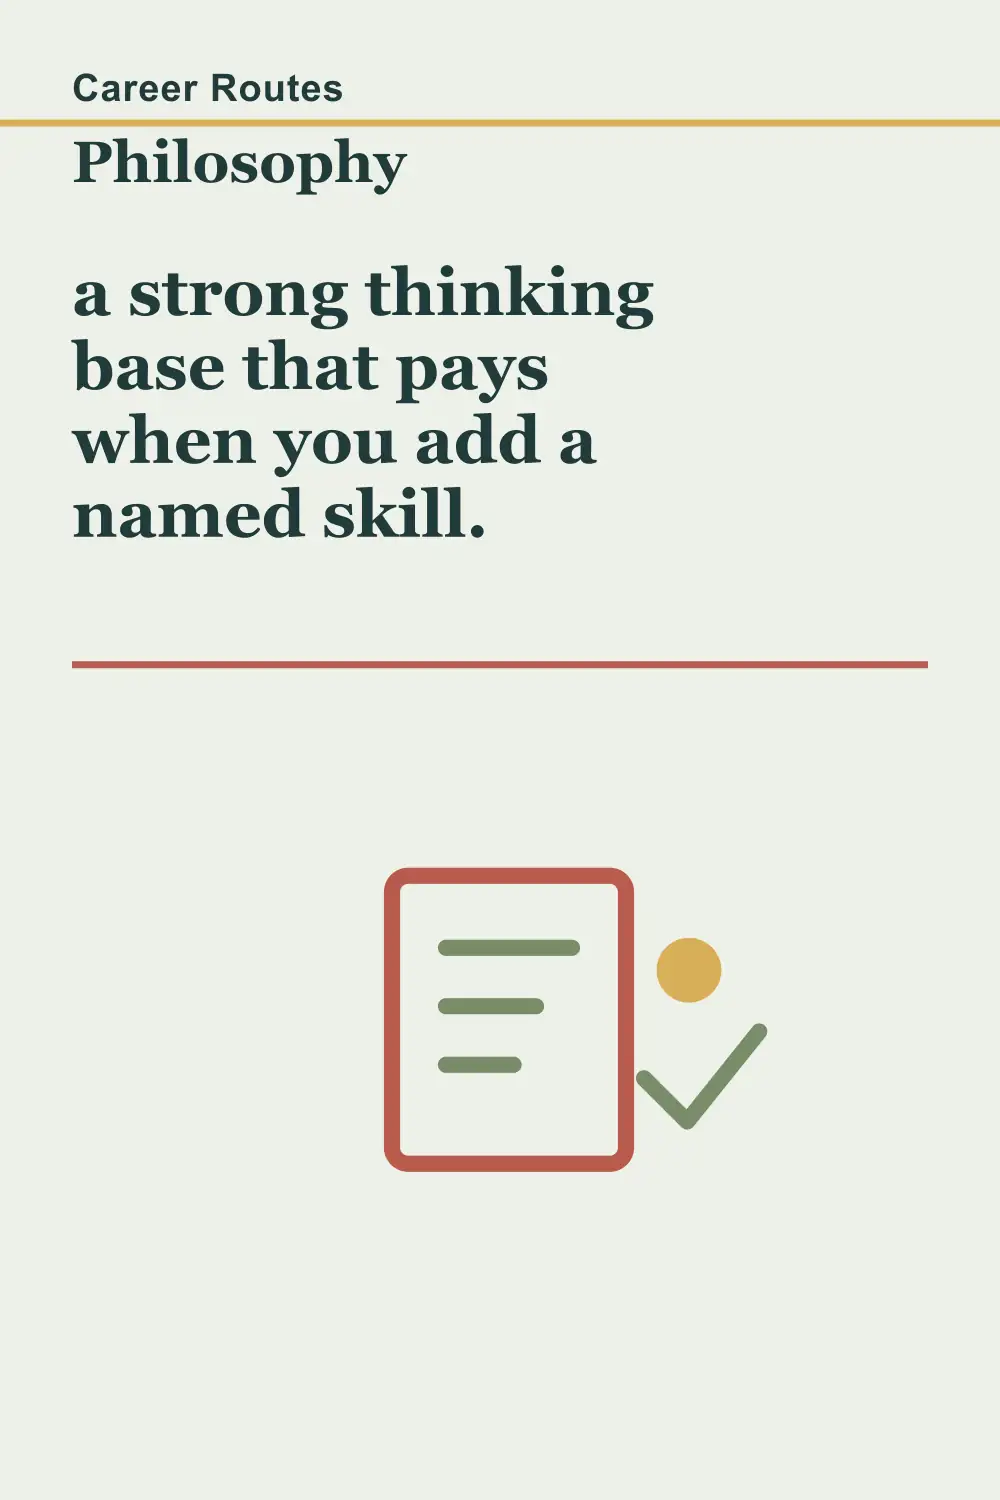 Career Routes
Philosophy
a strong thinking
base that pays
when you add a
named skill.